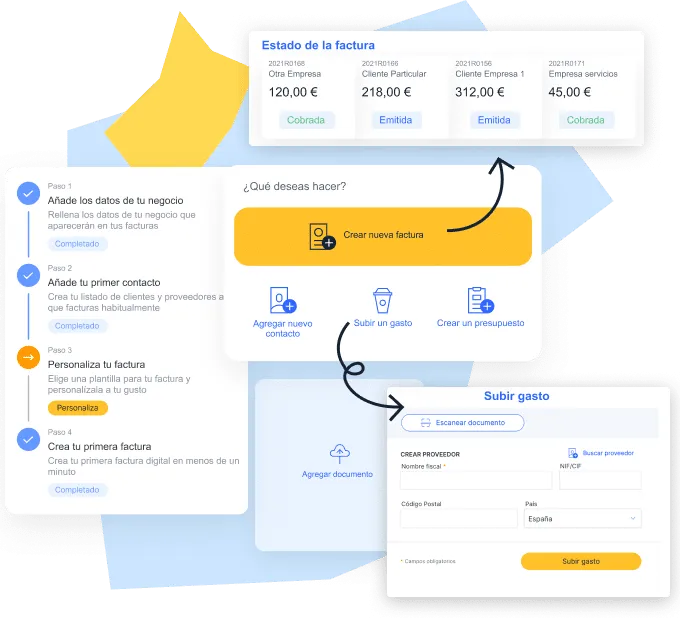 Estado de la factura
2021R0168
Otra Empresa
120,00 €
Cobrada
2021R0166
Cliente Particular
218,00 €
Emitida
2021R0156
Cliente Empresa 1
312,00 €
Emitida
2021R0171
Empresa servicios
45,00 €
Cobrada
Paso 1
Añade los datos de tu negocio
Rellena los datos de tu negocio que
aparecerán en tus facturas
Completado
Paso 2
Añade tu primer contacto
Crea tu listado de clientes y proveedores a
que facturas habitualmente
Completado
Paso 3
Personaliza tu factura
Elige una plantilla para tu factura y
personalízala a tu gusto
Personaliza
Paso 4
Crea tu primera factura
Crea tu primera factura digital en menos de un
minuto
Completado
¿Qué deseas hacer?
Crear nueva factura
Agregar nuevo
contacto
Subir un gasto
Crear un presupuesto
Agregar documento
Subir gasto
Escanear documento
CREAR PROVEEDOR
Buscar proveedor
Nombre fiscal *
NIF/CIF
Código Postal
País
España
* Campos obligatorios
Subir gasto